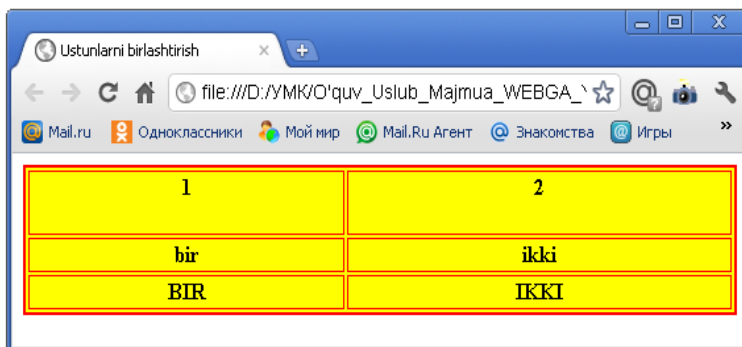 Ustunlarni birlashtirish
file:///D:/УМК/O'quv_Uslub_Majmua_WEBGA_
Mail.ru Одноклассники Мой мир Mail.Ru Агент Знакомства Игры »
1 2
bir ikki
BIR IKKI